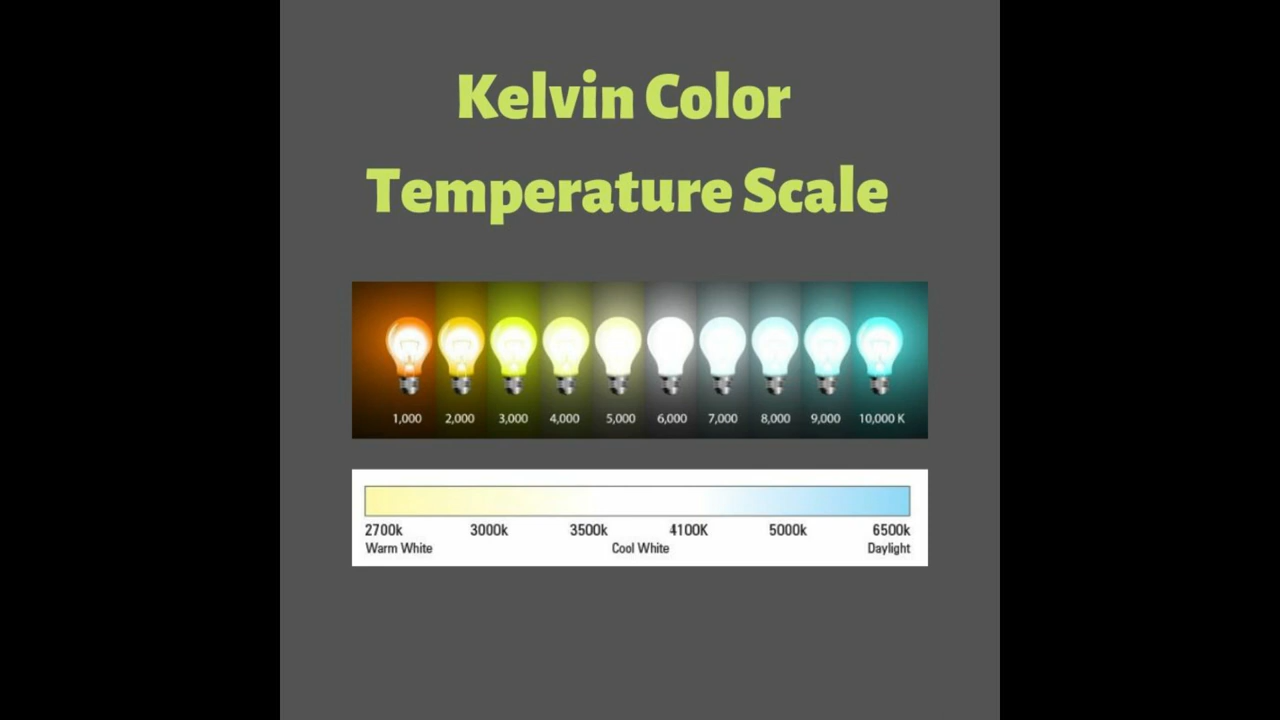 Kelvin Color
Temperature Scale
1,000 2,000 3,000 4,000 5,000 6,000 7,000 8,000 9,000 10,000 K
2700k 3000k 3500k 4100K 5000k 6500k
Warm White Cool White Daylight